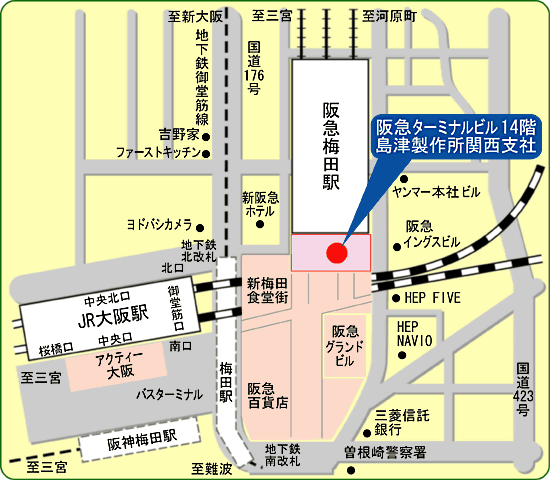 至新大阪
至三宮
至河原町
地下鉄御堂筋線
国道176号
吉野家
ファーストキッチン
阪急梅田駅
阪急ターミナルビル14階
島津製作所関西支社
ヤンマー本社ビル
新阪急
ホテル
ヨドバシカメラ
阪急
イングスビル
地下鉄
北改札
北口
中央北口
御堂筋口
JR大阪駅
中央口
桜橋口
南口
新梅田
食堂街
HEP FIVE
HEP
NAVIO
阪急
グランド
ビル
アクティー
大阪
至三宮
バスターミナル
梅田駅
阪急
百貨店
国道423号
三菱信託
銀行
阪神梅田駅
地下鉄
南改札
曽根崎警察署
至三宮
至難波